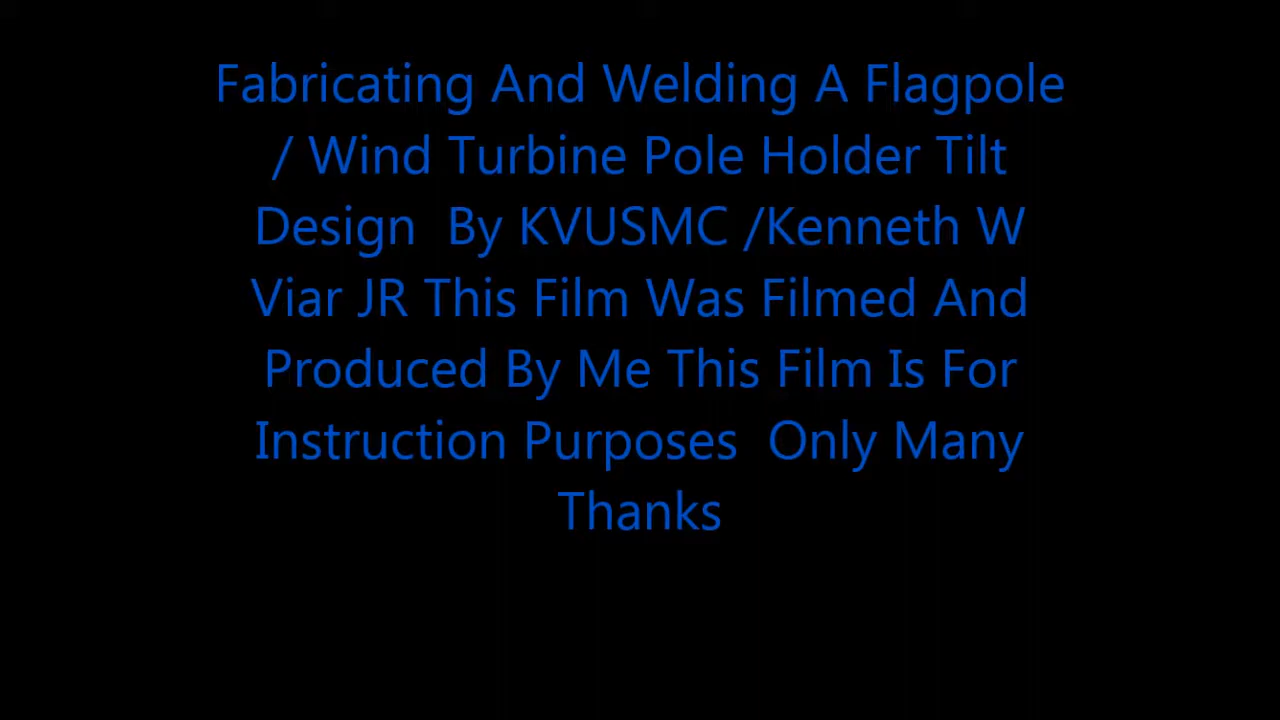 Fabricating And Welding A Flagpole
/ Wind Turbine Pole Holder Tilt
Design  By KVUSMC /Kenneth W
Viar JR This Film Was Filmed And
Produced By Me This Film Is For
Instruction Purposes  Only Many
Thanks